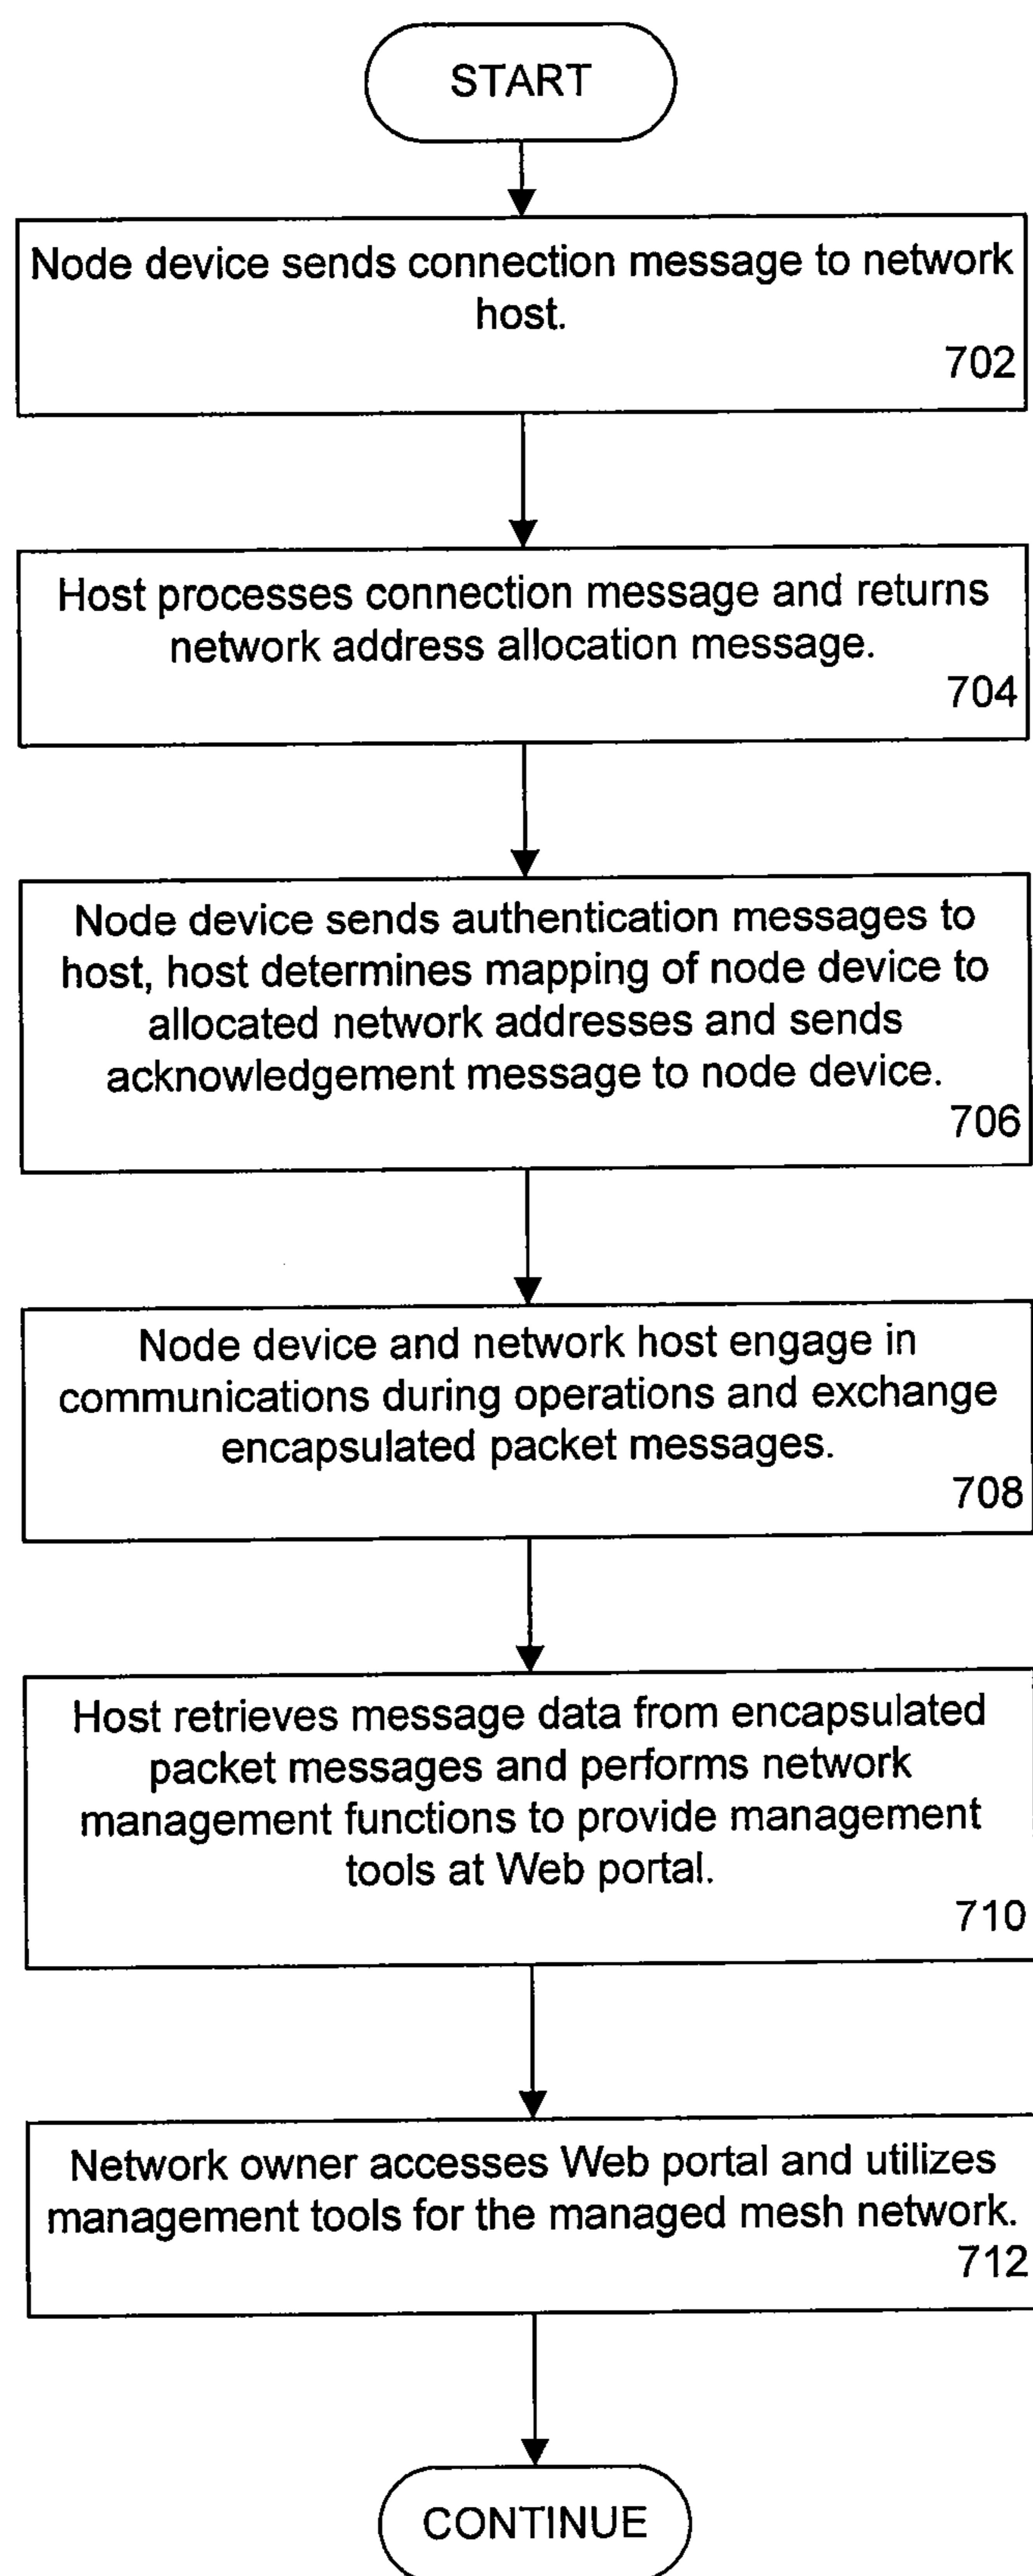 START
Node device sends connection message to network
host.
702
Host processes connection message and returns
network address allocation message.
704
Node device sends authentication messages to
host, host determines mapping of node device to
allocated network addresses and sends
acknowledgement message to node device.
706
Node device and network host engage in
communications during operations and exchange
encapsulated packet messages.
708
Host retrieves message data from encapsulated
packet messages and performs network
management functions to provide management
tools at Web portal.
710
Network owner accesses Web portal and utilizes
management tools for the managed mesh network.
712
CONTINUE